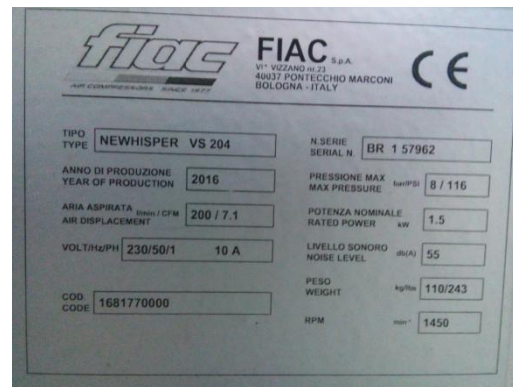 fiac
AIR COMPRESSORS SINCE 1977
FIAC S.p.A.
VIA VIZZANO nr.23
40037 PONTECCHIO MARCONI
BOLOGNA - ITALY
CE
TIPO
TYPE NEWHISPER VS 204
N.SERIE
SERIAL N. BR 1 57962
ANNO DI PRODUZIONE
YEAR OF PRODUCTION 2016
PRESSIONE MAX
MAX PRESSURE bar/PSI 8 / 116
ARIA ASPIRATA
AIR DISPLACEMENT l/min / CFM 200 / 7.1
POTENZA NOMINALE
RATED POWER kW 1.5
VOLT/Hz/PH 230/50/1 10 A
LIVELLO SONORO
NOISE LEVEL db(A) 55
PESO
WEIGHT kg/lbs 110/243
COD.
CODE 1681770000
RPM min⁻¹ 1450